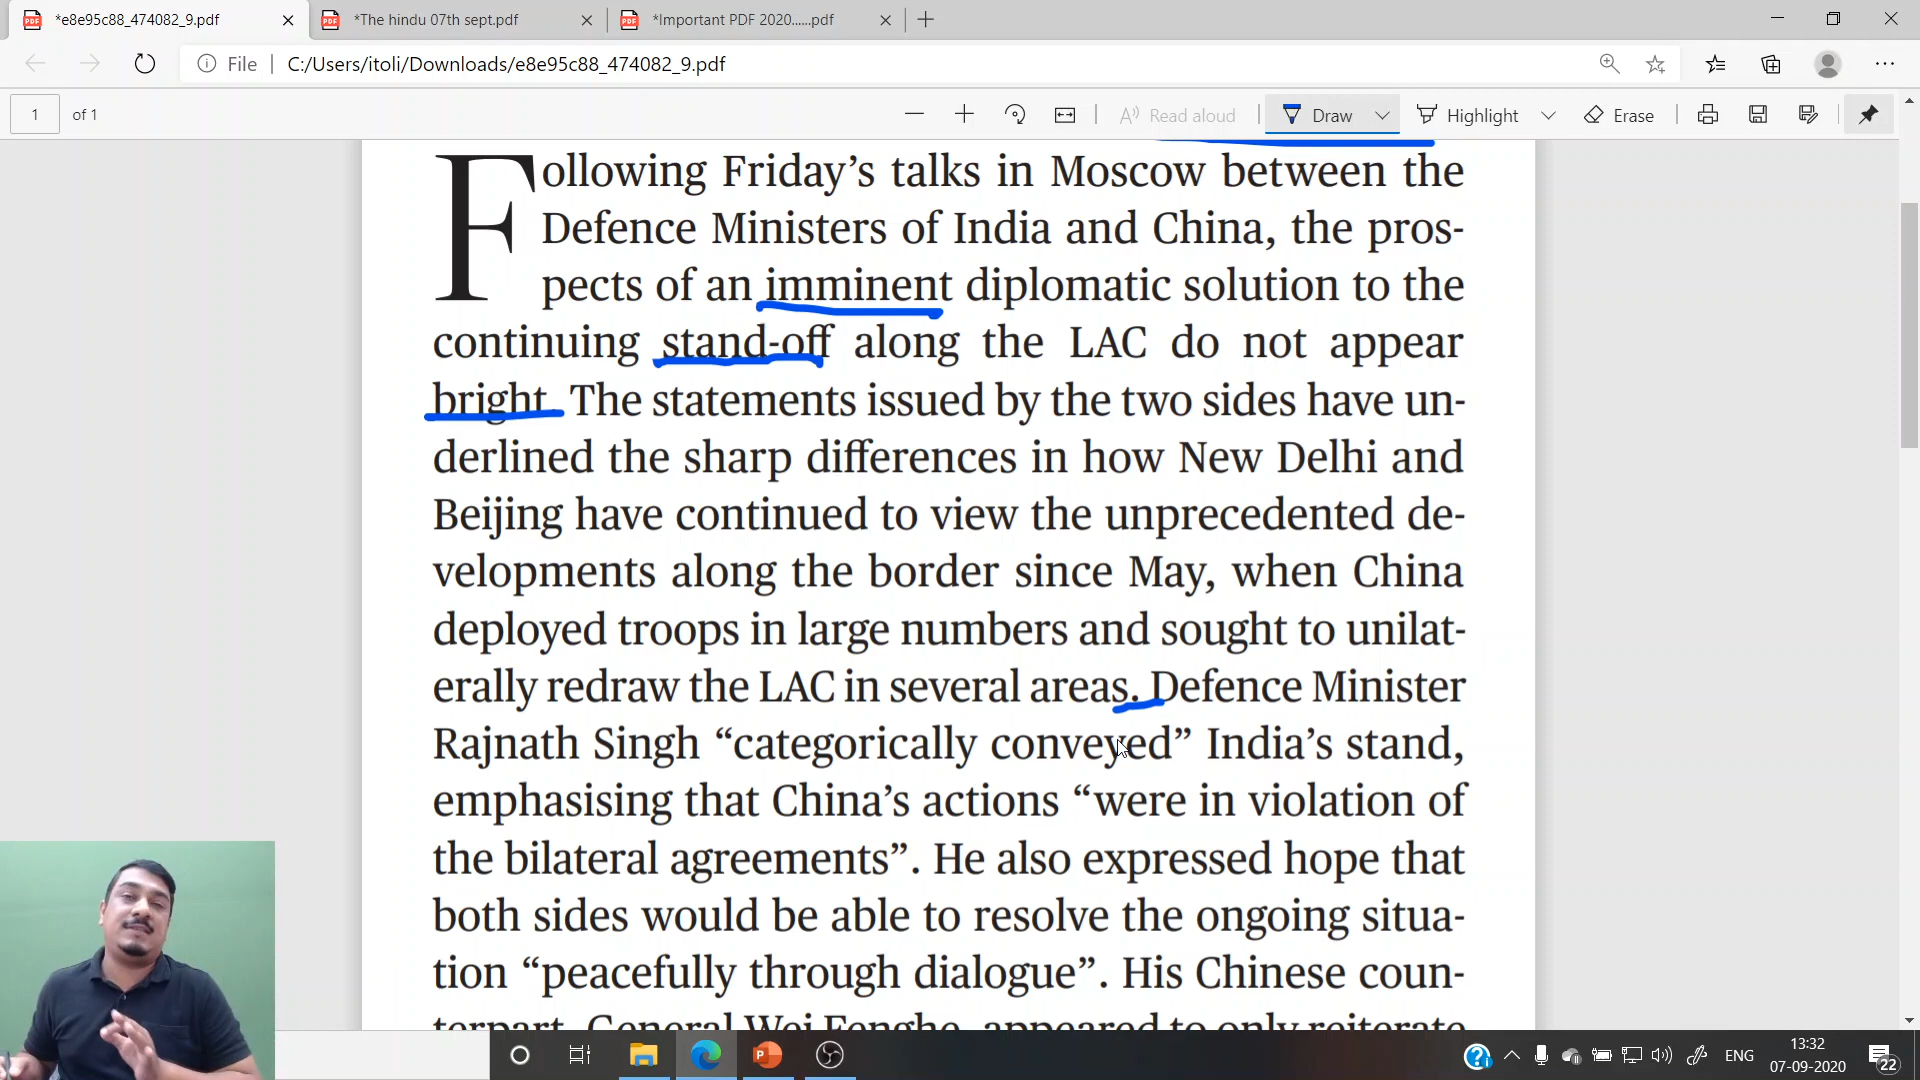 *e8e95c88_474082_9.pdf
*The hindu 07th sept.pdf
*Important PDF 2020......pdf
File
C:/Users/itoli/Downloads/e8e95c88_474082_9.pdf
1 of 1
Read aloud
Draw
Highlight
Erase
Following Friday’s talks in Moscow between the
Defence Ministers of India and China, the pros-
pects of an imminent diplomatic solution to the
continuing stand-off along the LAC do not appear
bright. The statements issued by the two sides have un-
derlined the sharp differences in how New Delhi and
Beijing have continued to view the unprecedented de-
velopments along the border since May, when China
deployed troops in large numbers and sought to unilat-
erally redraw the LAC in several areas. Defence Minister
Rajnath Singh “categorically conveyed” India’s stand,
emphasising that China’s actions “were in violation of
the bilateral agreements”. He also expressed hope that
both sides would be able to resolve the ongoing situa-
tion “peacefully through dialogue”. His Chinese coun-
terpart, General Wei Fenghe, appeared to only reiterate
ENG
13:32
07-09-2020
22